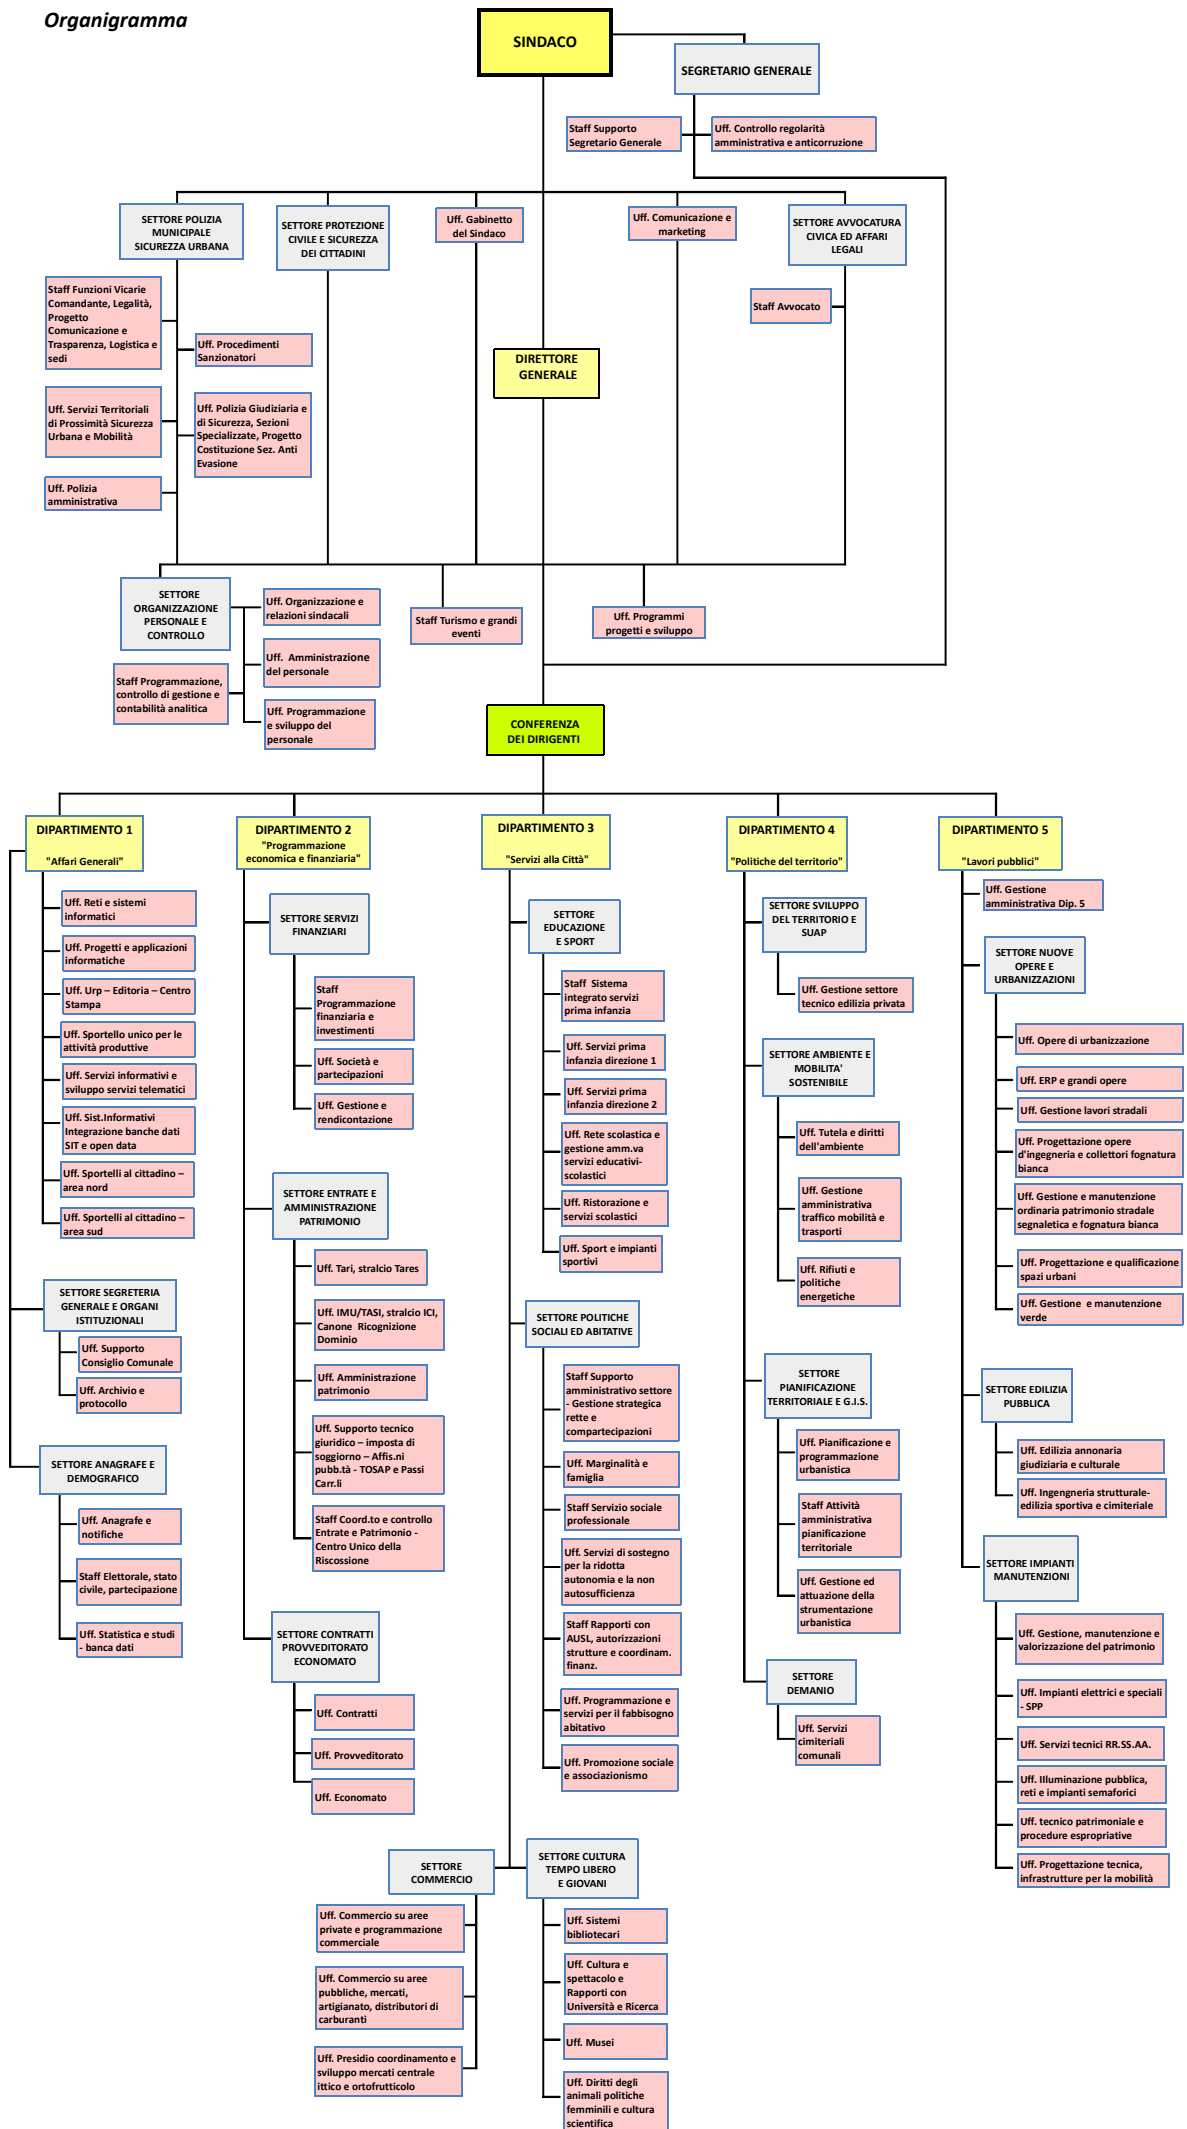 Organigramma
SINDACO
SEGRETARIO GENERALE
Staff Supporto
Segretario Generale
Uff. Controllo regolarità
amministrativa e anticorruzione
SETTORE POLIZIA
MUNICIPALE
SICUREZZA URBANA
SETTORE PROTEZIONE
CIVILE E SICUREZZA
DEI CITTADINI
Uff. Gabinetto
del Sindaco
Uff. Comunicazione e
marketing
SETTORE AVVOCATURA
CIVICA ED AFFARI
LEGALI
Staff Funzioni Vicarie
Comandante, Legalità,
Progetto
Comunicazione e
Trasparenza, Logistica e
sedi
Staff Avvocato
Uff. Procedimenti
Sanzionatori
DIRETTORE
GENERALE
Uff. Servizi Territoriali
di Prossimità Sicurezza
Urbana e Mobilità
Uff. Polizia Giudiziaria e
di Sicurezza, Sezioni
Specializzate, Progetto
Costituzione Sez. Anti
Evasione
Uff. Polizia
amministrativa
SETTORE
ORGANIZZAZIONE
PERSONALE E
CONTROLLO
Uff. Organizzazione e
relazioni sindacali
Staff Turismo e grandi
eventi
Uff. Programmi
progetti e sviluppo
Uff.  Amministrazione
del personale
Staff Programmazione,
controllo di gestione e
contabilità analitica
Uff. Programmazione
e sviluppo del
personale
CONFERENZA
DEI DIRIGENTI
DIPARTIMENTO 1
"Affari Generali"
Uff. Reti e sistemi
informatici
Uff. Progetti e applicazioni
informatiche
Uff. Urp – Editoria – Centro
Stampa
Uff. Sportello unico per le
attività produttive
Uff. Servizi informativi e
sviluppo servizi telematici
Uff. Sist.Informativi
Integrazione banche dati
SIT e open data
Uff. Sportelli al cittadino –
area nord
Uff. Sportelli al cittadino –
area sud
SETTORE SEGRETERIA
GENERALE E ORGANI
ISTITUZIONALI
Uff. Supporto
Consiglio Comunale
Uff. Archivio e
protocollo
SETTORE ANAGRAFE E
DEMOGRAFICO
Uff. Anagrafe e
notifiche
Staff Elettorale, stato
civile, partecipazione
Uff. Statistica e studi
- banca dati
DIPARTIMENTO 2
"Programmazione
economica e finanziaria"
SETTORE SERVIZI
FINANZIARI
Staff
Programmazione
finanziaria e
investimenti
Uff. Società e
partecipazioni
Uff. Gestione e
rendicontazione
SETTORE ENTRATE E
AMMINISTRAZIONE
PATRIMONIO
Uff. Tari, stralcio Tares
Uff. IMU/TASI, stralcio ICI,
Canone  Ricognizione
Dominio
Uff. Amministrazione
patrimonio
Uff. Supporto tecnico
giuridico – imposta di
soggiorno – Affis.ni
pubb.tà - TOSAP e Passi
Carr.li
Staff Coord.to e controllo
Entrate e Patrimonio -
Centro Unico della
Riscossione
SETTORE CONTRATTI
PROVVEDITORATO
ECONOMATO
Uff. Contratti
Uff. Provveditorato
Uff. Economato
DIPARTIMENTO 3
"Servizi alla Città"
SETTORE
EDUCAZIONE
E SPORT
Staff  Sistema
integrato servizi
prima infanzia
Uff. Servizi prima
infanzia direzione 1
Uff. Servizi prima
infanzia direzione 2
Uff. Rete scolastica e
gestione amm.va
servizi educativi-
scolastici
Uff. Ristorazione e
servizi scolastici
Uff. Sport e impianti
sportivi
SETTORE POLITICHE
SOCIALI ED ABITATIVE
Staff Supporto
amministrativo settore
- Gestione strategica
rette e
compartecipazioni
Uff. Marginalità e
famiglia
Staff Servizio sociale
professionale
Uff. Servizi di sostegno
per la ridotta
autonomia e la non
autosufficienza
Staff Rapporti con
AUSL, autorizzazioni
strutture e coordinam.
finanz.
Uff. Programmazione e
servizi per il fabbisogno
abitativo
Uff. Promozione sociale
e associazionismo
SETTORE
COMMERCIO
Uff. Commercio su aree
private e programmazione
commerciale
Uff. Commercio su aree
pubbliche, mercati,
artigianato, distributori di
carburanti
Uff. Presidio coordinamento e
sviluppo mercati centrale
ittico e ortofrutticolo
SETTORE CULTURA
TEMPO LIBERO
E GIOVANI
Uff. Sistemi
bibliotecari
Uff. Cultura e
spettacolo e
Rapporti con
Università e Ricerca
Uff. Musei
Uff. Diritti degli
animali politiche
femminili e cultura
scientifica
DIPARTIMENTO 4
"Politiche del territorio"
SETTORE SVILUPPO
DEL TERRITORIO E
SUAP
Uff. Gestione settore
tecnico edilizia privata
SETTORE AMBIENTE E
MOBILITA'
SOSTENIBILE
Uff. Tutela e diritti
dell'ambiente
Uff. Gestione
amministrativa
traffico mobilità e
trasporti
Uff. Rifiuti e
politiche
energetiche
SETTORE
PIANIFICAZIONE
TERRITORIALE E G.I.S.
Uff. Pianificazione e
programmazione
urbanistica
Staff Attività
amministrativa
pianificazione
territoriale
Uff. Gestione ed
attuazione della
strumentazione
urbanistica
SETTORE
DEMANIO
Uff. Servizi
cimiteriali
comunali
DIPARTIMENTO 5
"Lavori pubblici"
Uff. Gestione
amministrativa Dip. 5
SETTORE NUOVE
OPERE E
URBANIZZAZIONI
Uff. Opere di urbanizzazione
Uff. ERP e grandi opere
Uff. Gestione lavori stradali
Uff. Progettazione opere
d'ingegneria e collettori fognatura
bianca
Uff. Gestione e manutenzione
ordinaria patrimonio stradale
segnaletica e fognatura bianca
Uff. Progettazione e qualificazione
spazi urbani
Uff. Gestione  e manutenzione
verde
SETTORE EDILIZIA
PUBBLICA
Uff. Edilizia annonaria
giudiziaria e culturale
Uff. Ingengneria strutturale-
edilizia sportiva e cimiteriale
SETTORE IMPIANTI
MANUTENZIONI
Uff. Gestione, manutenzione e
valorizzazione del patrimonio
Uff. Impianti elettrici e speciali
- SPP
Uff. Servizi tecnici RR.SS.AA.
Uff. Illuminazione pubblica,
reti e impianti semaforici
Uff. tecnico patrimoniale e
procedure espropriative
Uff. Progettazione tecnica,
infrastrutture per la mobilità